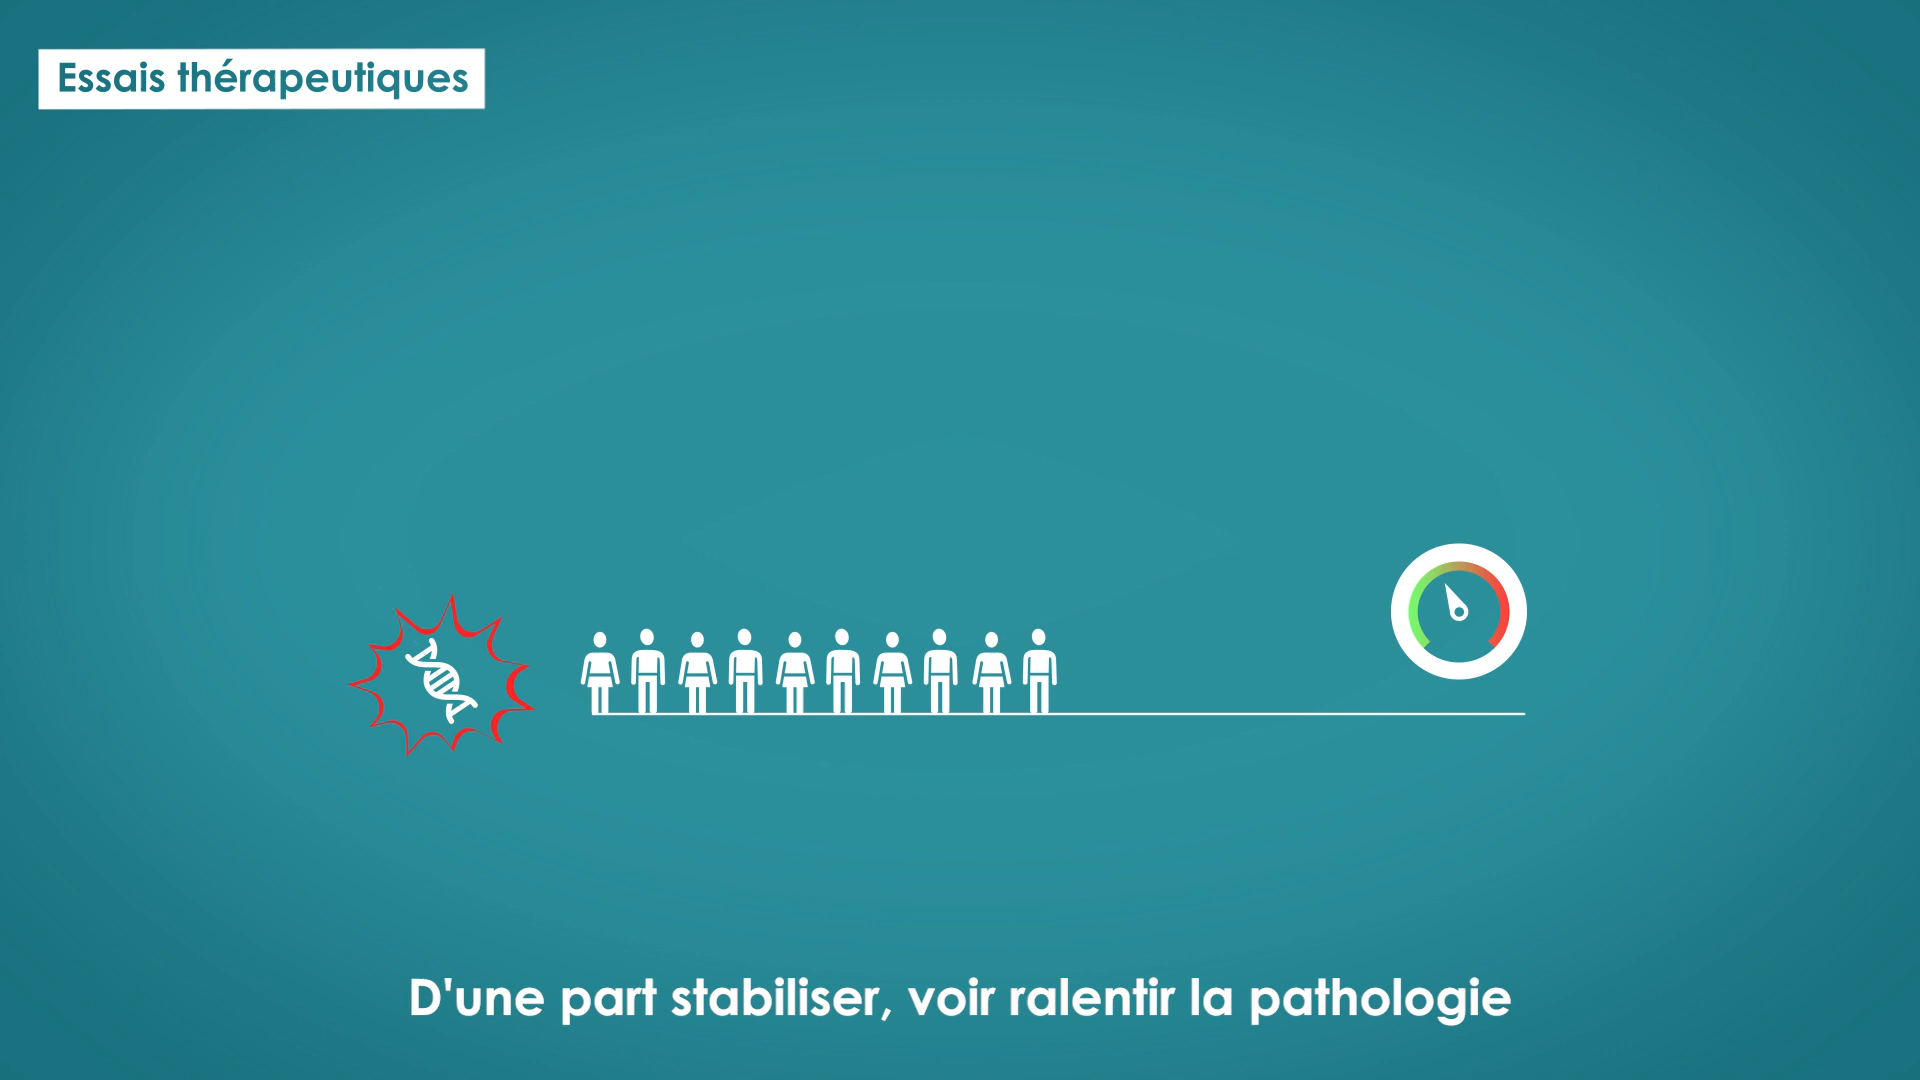 Essais thérapeutiques
D'une part stabiliser, voir ralentir la pathologie